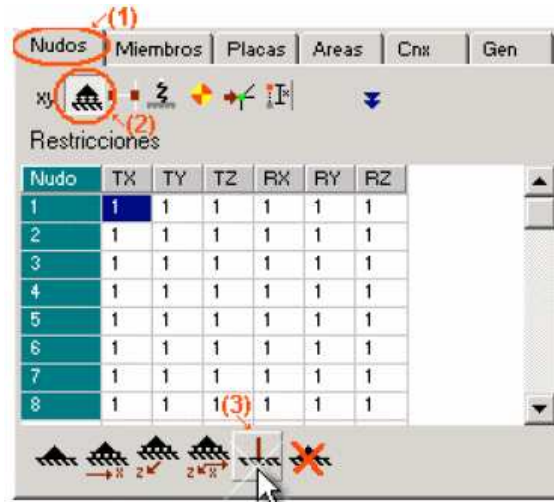 (1)
Nudos Miembros Placas Areas Cnx Gen
xy
(2)
Restricciones
Nudo TX TY TZ RX RY RZ
1 1 1 1 1 1 1
2 1 1 1 1 1 1
3 1 1 1 1 1 1
4 1 1 1 1 1 1
5 1 1 1 1 1 1
6 1 1 1 1 1 1
7 1 1 1 1 1 1
8 1 1 1 1 1 1
(3)
x z z x